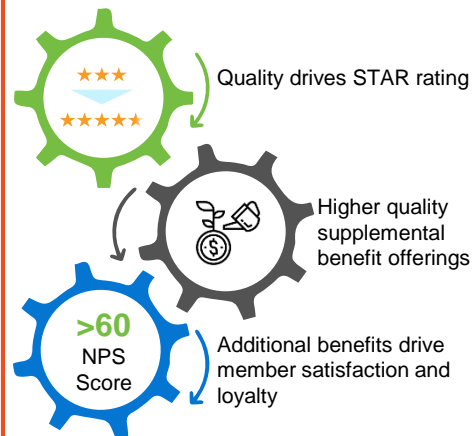 Quality drives STAR rating
Higher quality
supplemental
benefit offerings
$
>60
NPS
Score
Additional benefits drive
member satisfaction and
loyalty